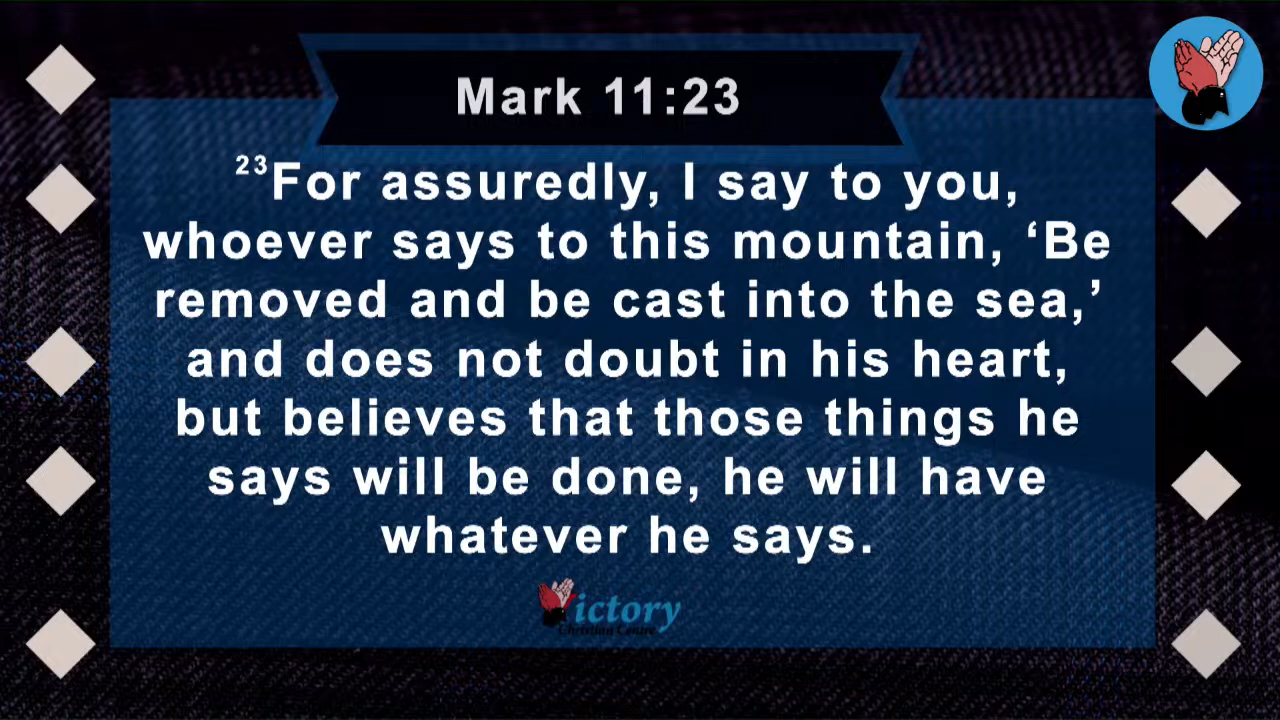 Mark 11:23
²³For assuredly, I say to you,
whoever says to this mountain, ‘Be
removed and be cast into the sea,’
and does not doubt in his heart,
but believes that those things he
says will be done, he will have
whatever he says.
Victory
Christian Centre